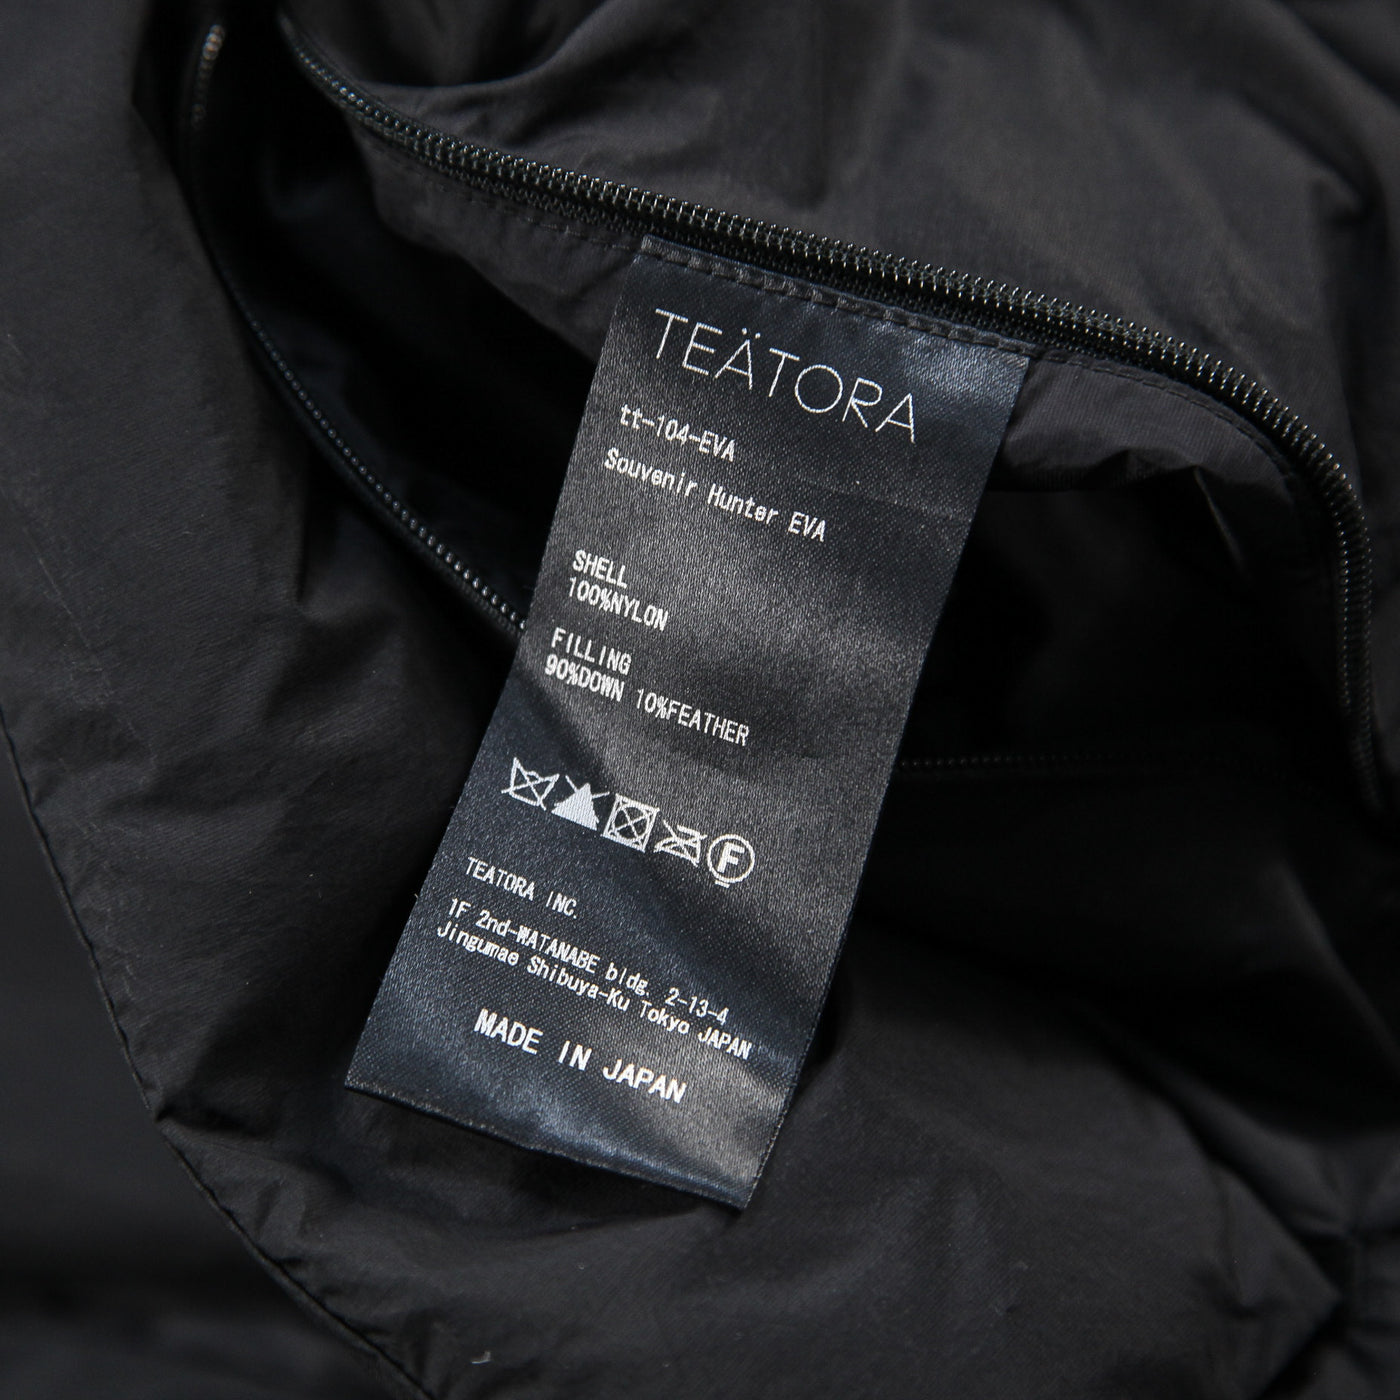 TEÄTORA
tt-104-EVA
Souvenir Hunter EVA
SHELL
100%NYLON
FILLING
90%DOWN 10%FEATHER
F
TEATORA INC.
1F 2nd-WATANABE bldg. 2-13-4
Jingumae Shibuya-Ku Tokyo JAPAN
MADE IN JAPAN